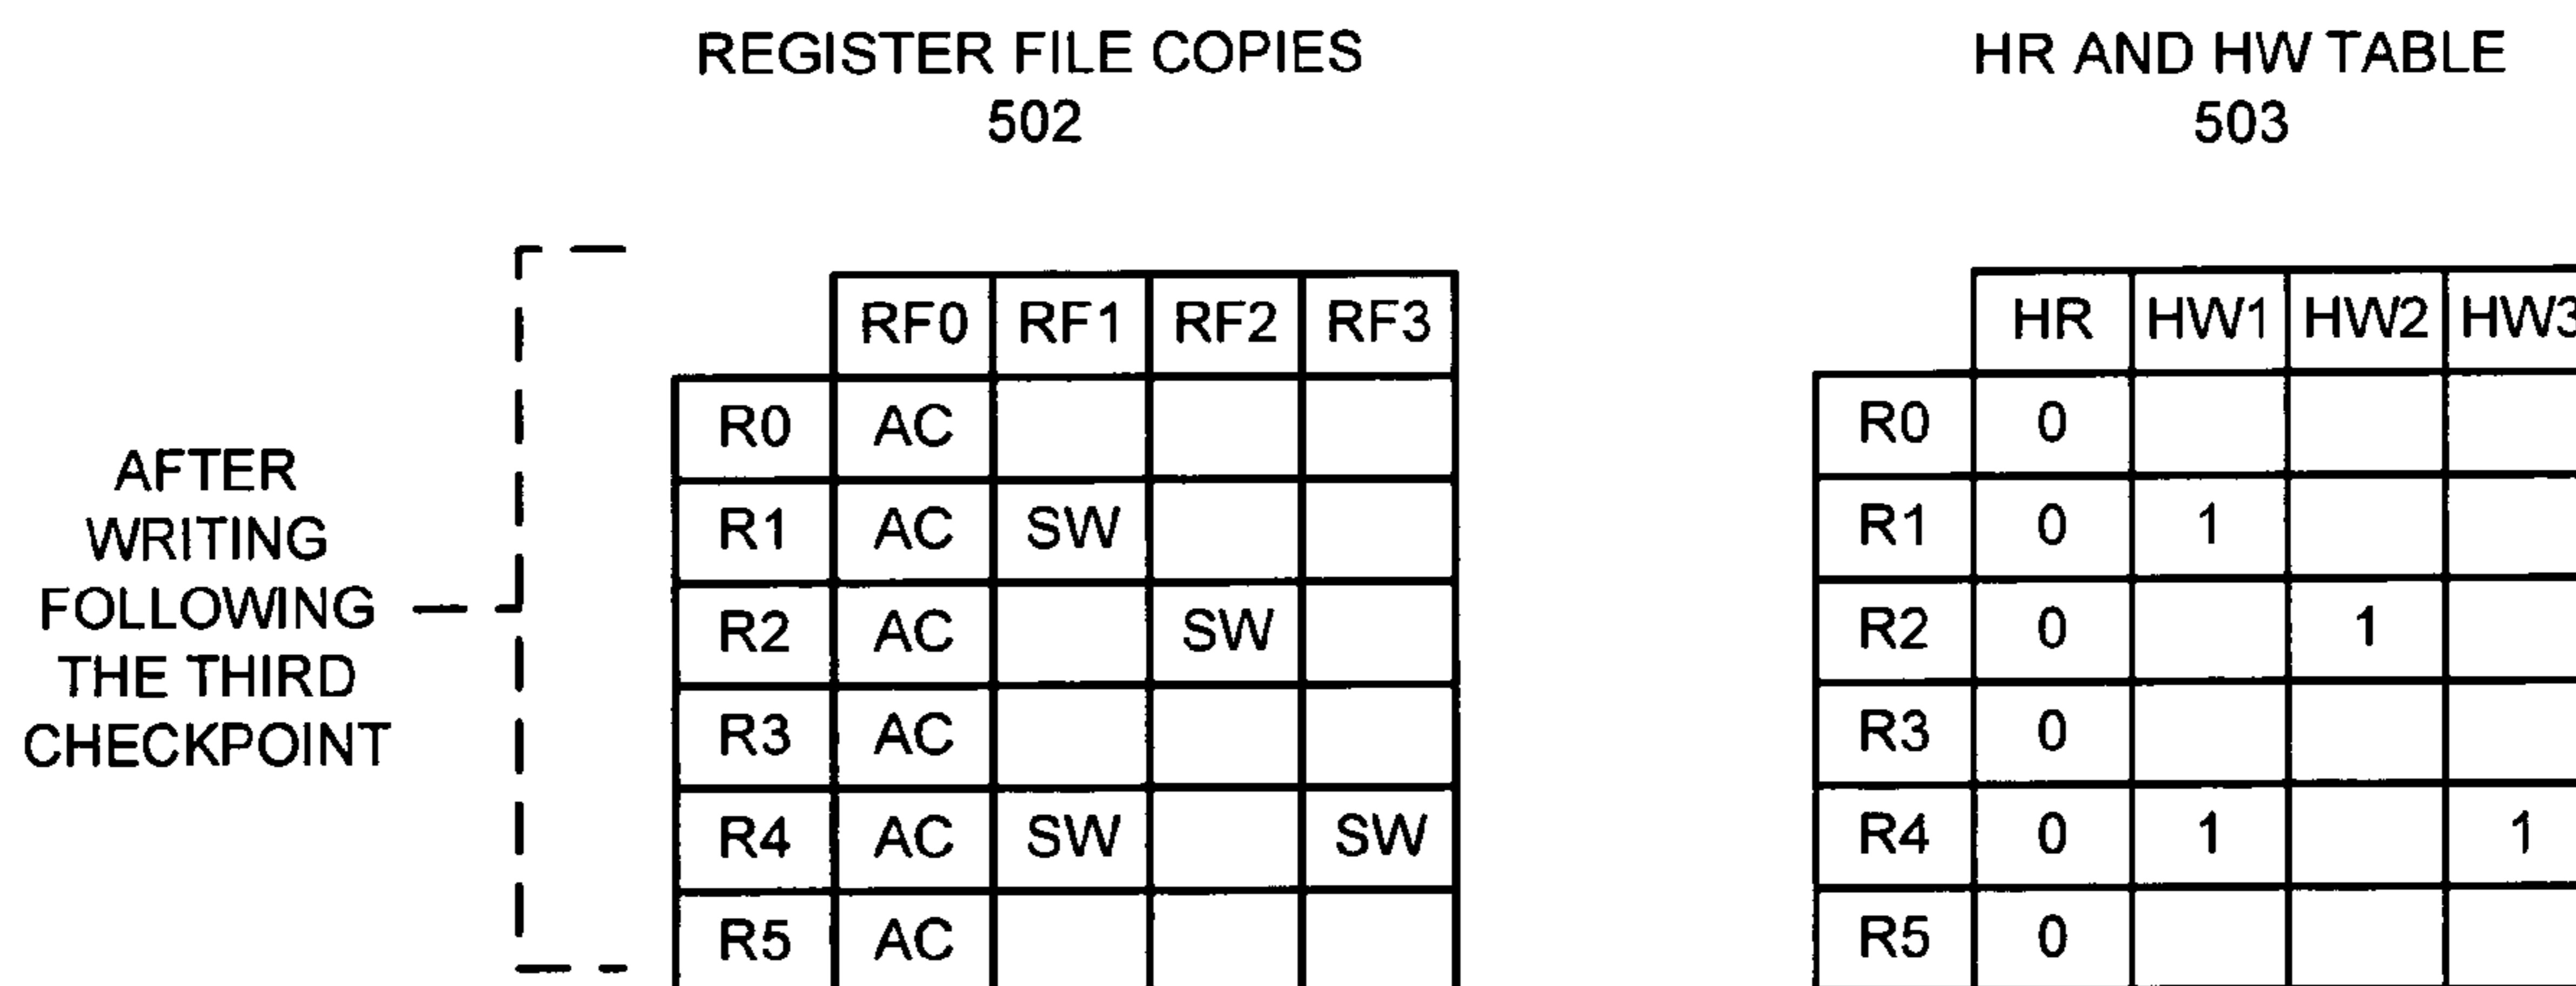 REGISTER FILE COPIES
502
HR AND HW TABLE
503
AFTER
WRITING
FOLLOWING
THE THIRD
CHECKPOINT
RF0 RF1 RF2 RF3
R0 AC
R1 AC SW
R2 AC SW
R3 AC
R4 AC SW SW
R5 AC
HR HW1 HW2 HW3
R0 0
R1 0 1
R2 0 1
R3 0
R4 0 1 1
R5 0